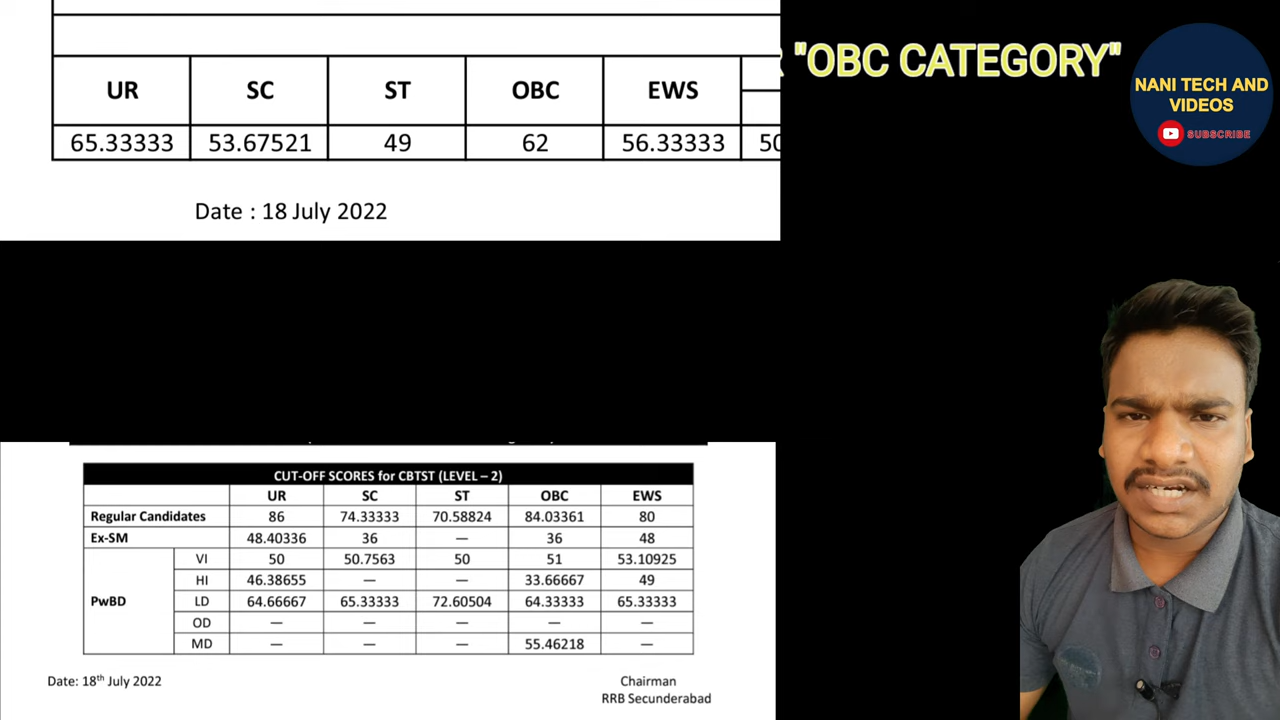 "OBC CATEGORY"
NANI TECH AND
VIDEOS
SUBSCRIBE
UR SC ST OBC EWS
65.33333 53.67521 49 62 56.33333
Date : 18 July 2022
CUT-OFF SCORES for CBTST (LEVEL – 2)
UR SC ST OBC EWS
Regular Candidates 86 74.33333 70.58824 84.03361 80
Ex-SM 48.40336 36 — 36 48
VI 50 50.7563 50 51 53.10925
HI 46.38655 — — 33.66667 49
PwBD LD 64.66667 65.33333 72.60504 64.33333 65.33333
OD — — — — —
MD — — — 55.46218 —
Date: 18th July 2022 Chairman
RRB Secunderabad